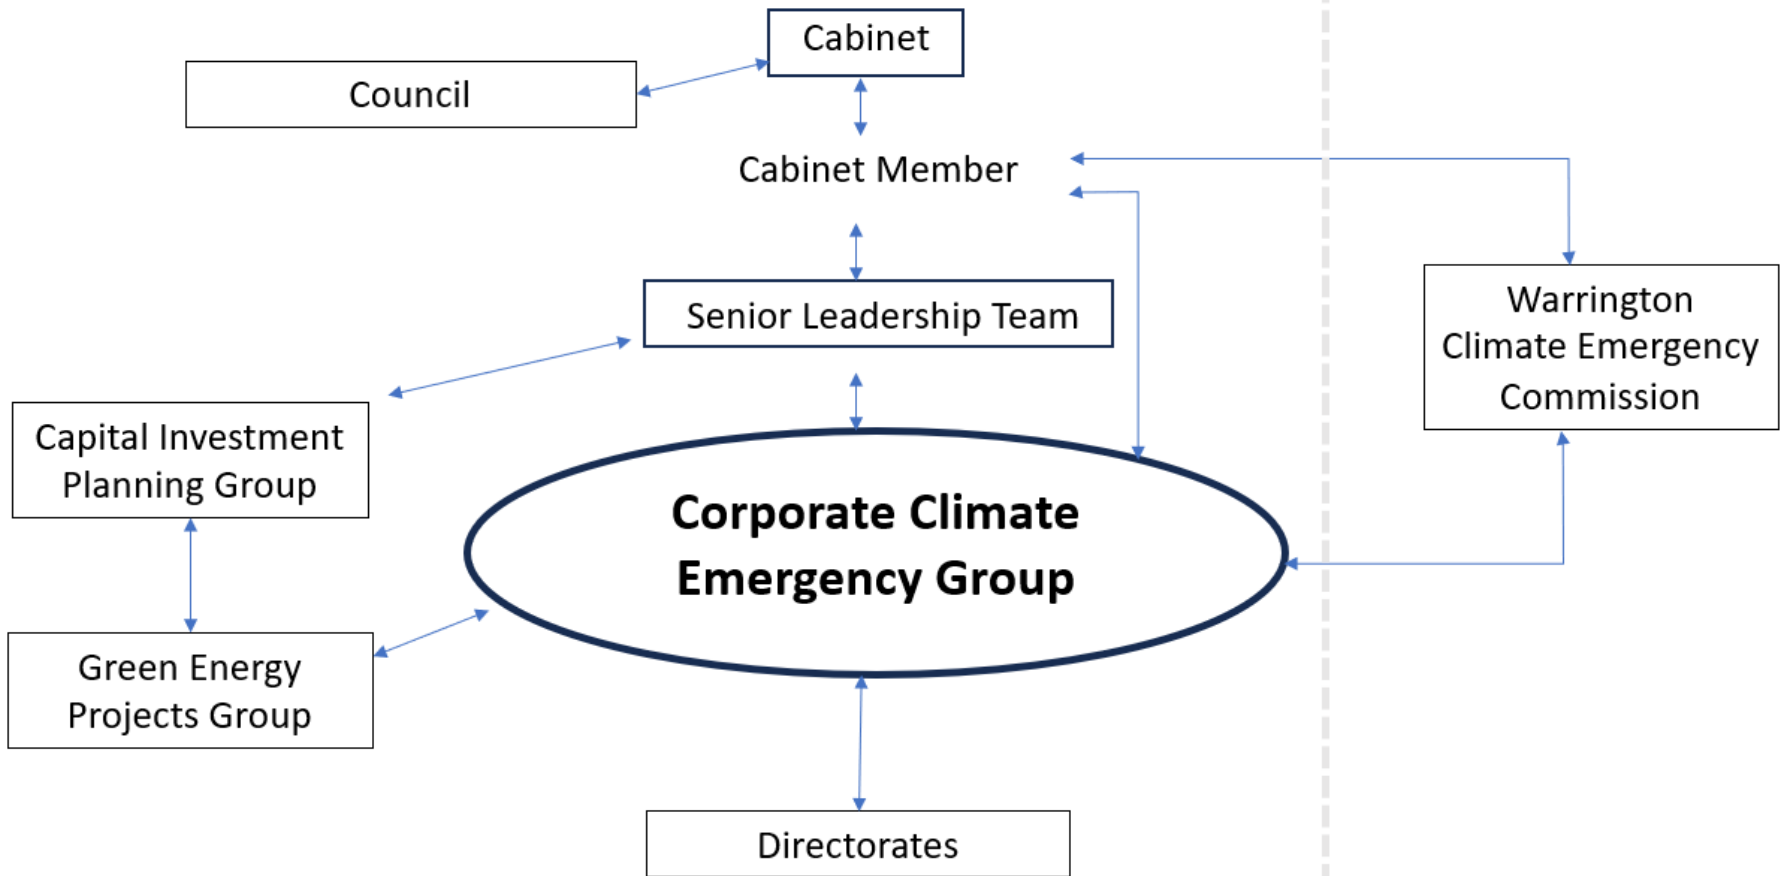 Cabinet
Council
Cabinet Member
Senior Leadership Team
Warrington
Climate Emergency
Commission
Capital Investment
Planning Group
Corporate Climate
Emergency Group
Green Energy
Projects Group
Directorates